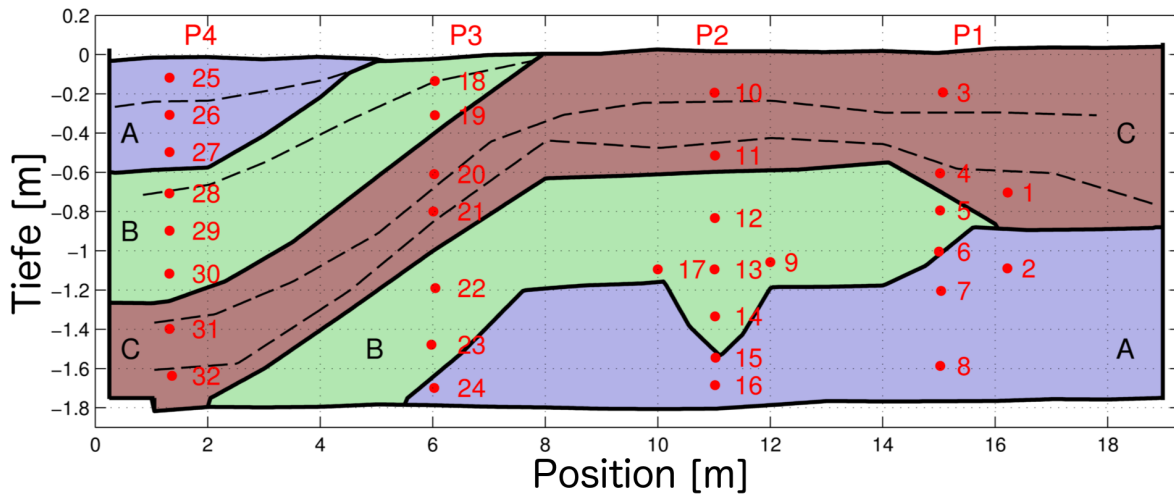 0.2
P4 P3 P2 P1
0
25 18
-0.2 10 3
26 19
A C
-0.4
27 11
-0.6 20 4
28 21 1
-0.8 12 5
B 29
-1 6
30 17 13 9 2
-1.2 22 7
31 14
-1.4
C B 23 15 A
-1.6 32 24 16 8
-1.8
0 2 4 6 8 10 12 14 16 18
Tiefe [m]
Position [m]